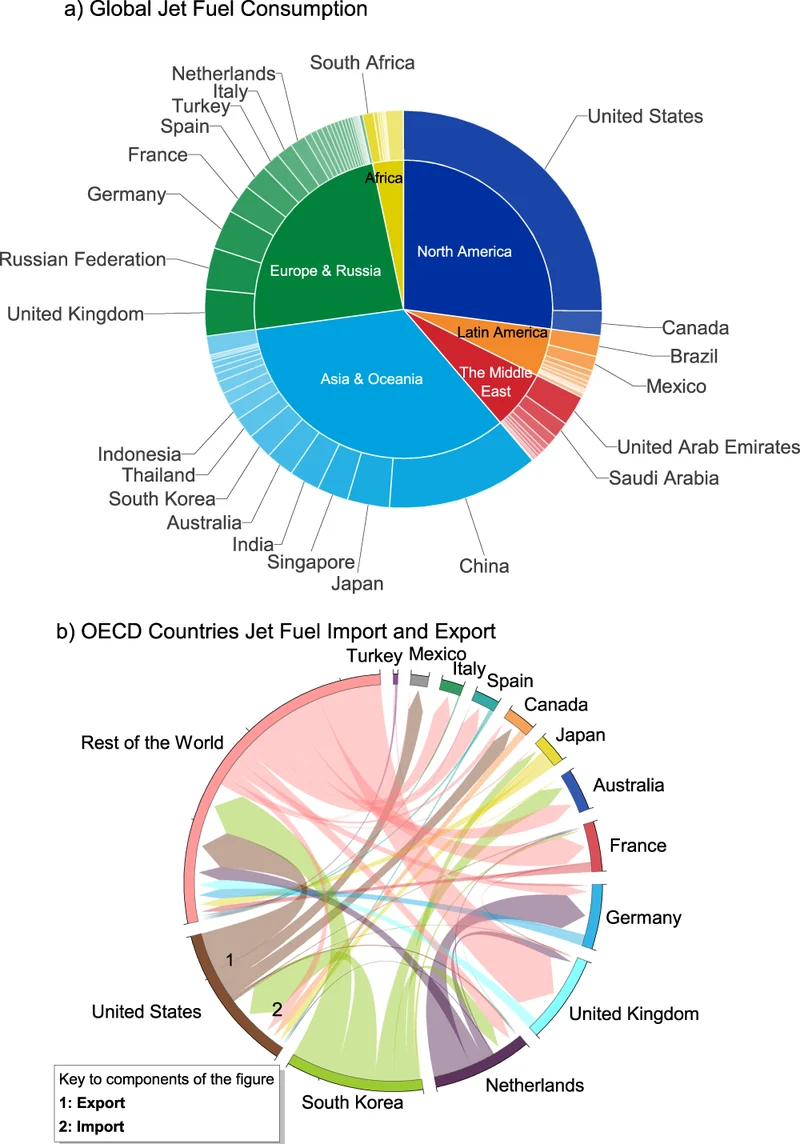 a) Global Jet Fuel Consumption
South Africa
Netherlands
Italy
Turkey
Spain
France
Germany
Russian Federation
United Kingdom
United States
Africa
North America
Europe & Russia
Latin America
Canada
Brazil
The Middle
East
Mexico
Asia & Oceania
United Arab Emirates
Saudi Arabia
Indonesia
Thailand
South Korea
Australia
India
Singapore
Japan
China
b) OECD Countries Jet Fuel Import and Export
Turkey
Mexico
Italy
Spain
Canada
Japan
Rest of the World
Australia
France
Germany
1
2
United States
United Kingdom
Netherlands
South Korea
Key to components of the figure
1: Export
2: Import